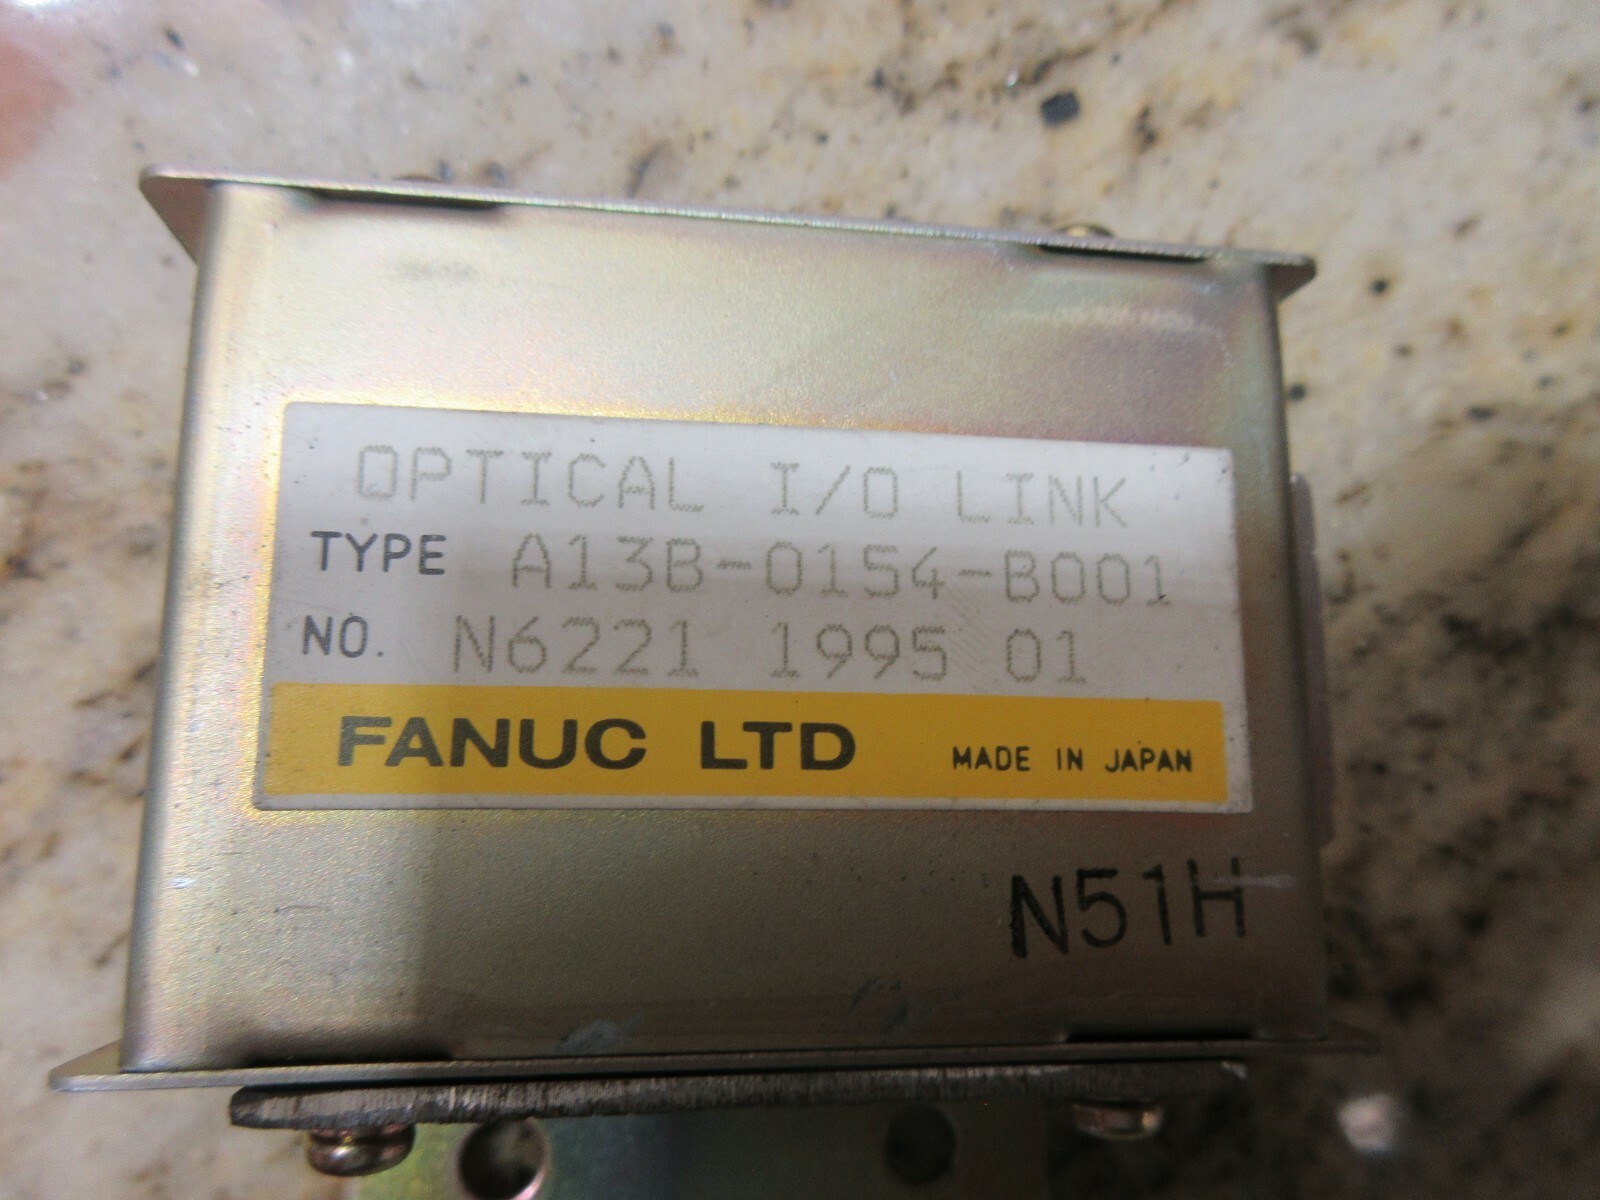 OPTICAL I/O LINK
TYPE A13B-0154-B001
NO. N6221 1995 01
FANUC LTD MADE IN JAPAN
N51H